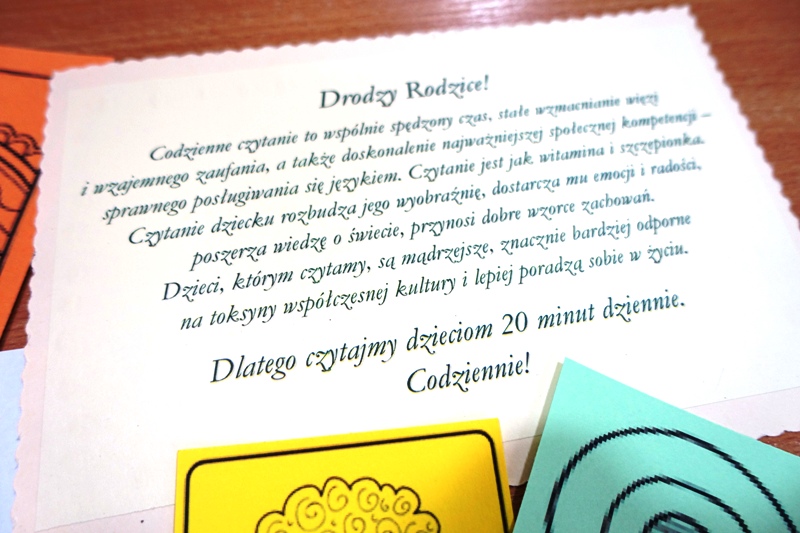 Drodzy Rodzice!
Codzienne czytanie to wspólnie spędzony czas, stałe wzmacnianie więzi
i wzajemnego zaufania, a także doskonalenie najważniejszej społecznej kompetencji –
sprawnego posługiwania się językiem. Czytanie jest jak witamina i szczepionka.
Czytanie dziecku rozbudza jego wyobraźnię, dostarcza mu emocji i radości,
poszerza wiedzę o świecie, przynosi dobre wzorce zachowań.
Dzieci, którym czytamy, są mądrzejsze, znacznie bardziej odporne
na toksyny współczesnej kultury i lepiej poradzą sobie w życiu.
Dlatego czytajmy dzieciom 20 minut dziennie.
Codziennie!